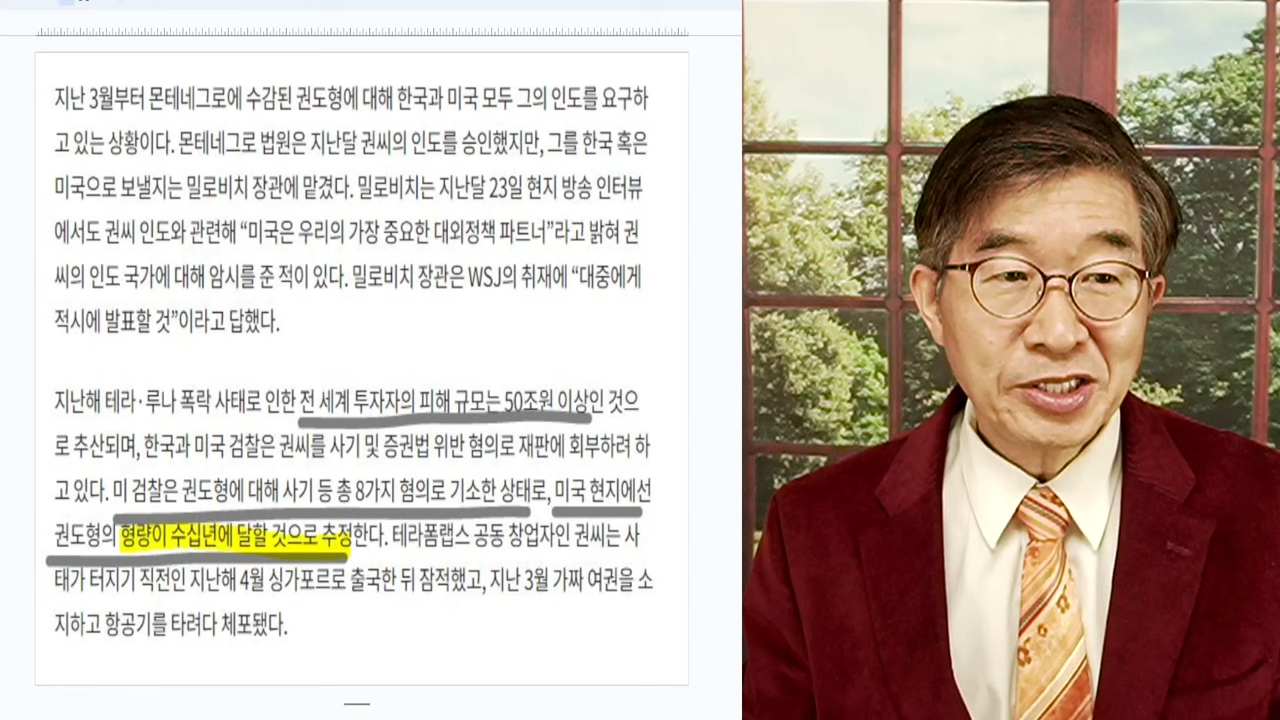 지난 3월부터 몬테네그로에 수감된 권도형에 대해 한국과 미국 모두 그의 인도를 요구하
고 있는 상황이다. 몬테네그로 법원은 지난달 권씨의 인도를 승인했지만, 그를 한국 혹은
미국으로 보낼지는 밀로비치 장관에 맡겼다. 밀로비치는 지난달 23일 현지 방송 인터뷰
에서도 권씨 인도와 관련해 “미국은 우리의 가장 중요한 대외정책 파트너”라고 밝혀 권
씨의 인도 국가에 대해 암시를 준 적이 있다. 밀로비치 장관은 WSJ의 취재에 “대중에게
적시에 발표할 것”이라고 답했다.
지난해 테라·루나 폭락 사태로 인한 전 세계 투자자의 피해 규모는 50조원 이상인 것으
로 추산되며, 한국과 미국 검찰은 권씨를 사기 및 증권법 위반 혐의로 재판에 회부하려 하
고 있다. 미 검찰은 권도형에 대해 사기 등 총 8가지 혐의로 기소한 상태로, 미국 현지에선
권도형의 형량이 수십년에 달할 것으로 추정한다. 테라폼랩스 공동 창업자인 권씨는 사
태가 터지기 직전인 지난해 4월 싱가포르로 출국한 뒤 잠적했고, 지난 3월 가짜 여권을 소
지하고 항공기를 타려다 체포됐다.